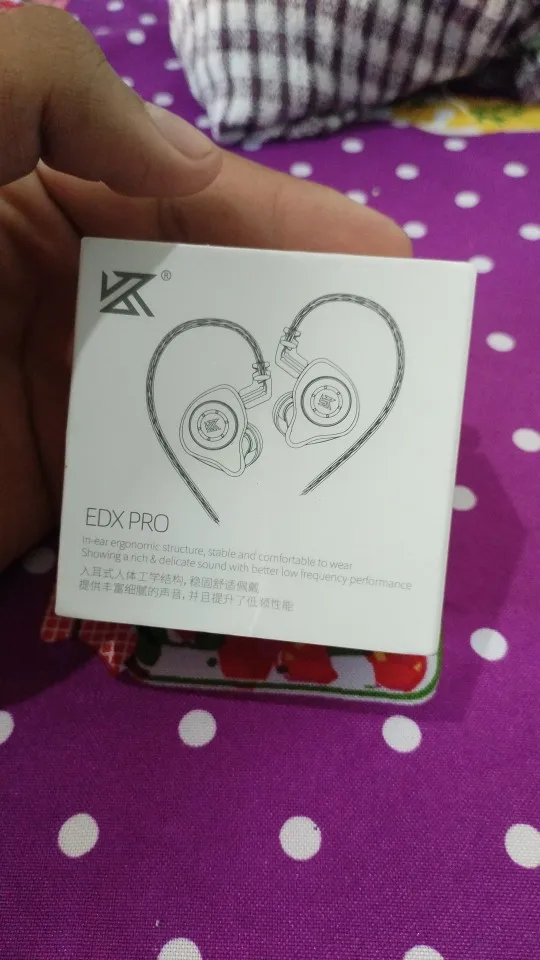 KZ®
EDX PRO
In-ear ergonomic structure, stable and comfortable to wear
Showing a rich & delicate sound with better low frequency performance
入耳式人体工学结构, 稳固舒适佩戴
提供丰富细腻的声音, 并且提升了低频性能